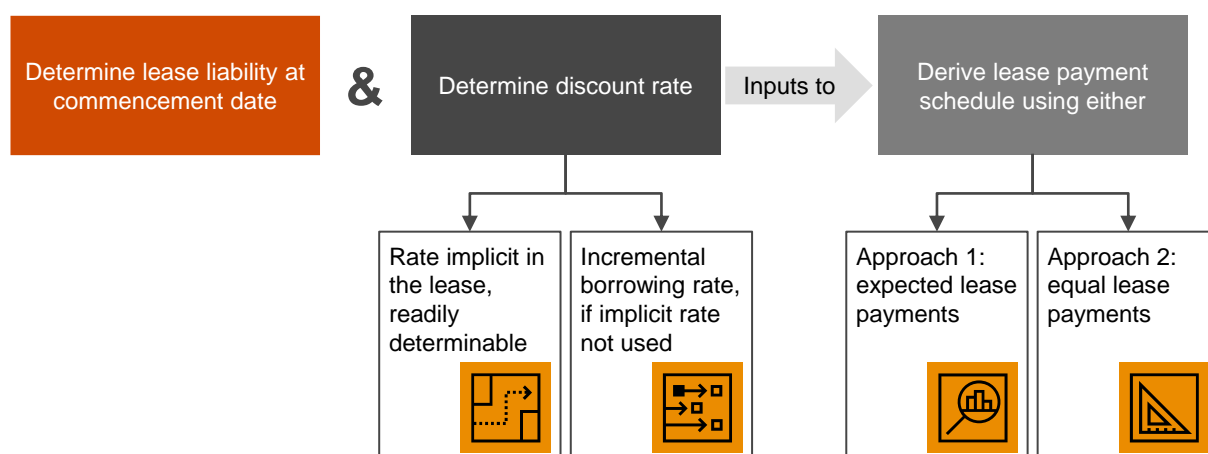 Determine lease liability at
commencement date
&
Determine discount rate
Inputs to
Derive lease payment
schedule using either
Rate implicit in
the lease,
readily
determinable
Incremental
borrowing rate,
if implicit rate
not used
Approach 1:
expected lease
payments
Approach 2:
equal lease
payments